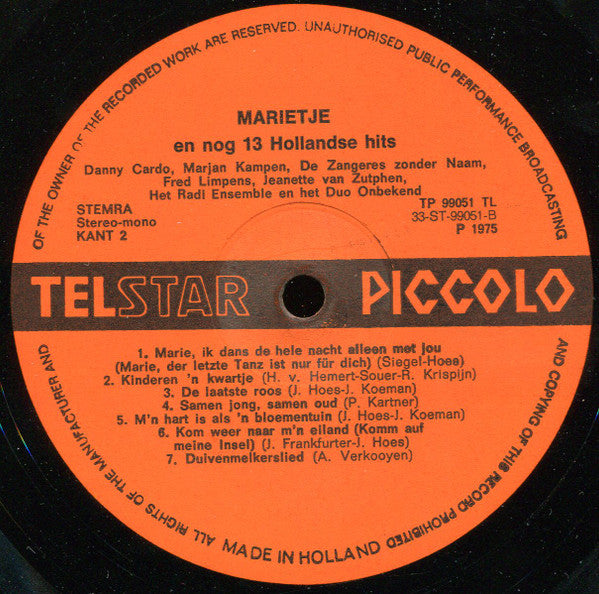 OF THE OWNER OF THE RECORDED WORK ARE RESERVED. UNAUTHORISED PUBLIC PERFORMANCE BROADCASTING
MARIETJE
en nog 13 Hollandse hits
Danny Cardo, Marjan Kampen, De Zangeres zonder Naam,
Fred Limpens, Jeanette van Zutphen,
Het Radi Ensemble en het Duo Onbekend
STEMRA
Stereo-mono
KANT 2
TP 99051 TL
33-ST-99051-B
P 1975
TELSTAR PICCOLO
1. Marie, ik dans de hele nacht alleen met jou
(Marie, der letzte Tanz ist nur für dich) (Siegel-Hoes)
2. Kinderen 'n kwartje (H. v. Hemert-Souer-R. Krispijn)
3. De laatste roos (J. Hoes-J. Koeman)
4. Samen jong, samen oud (P. Kartner)
5. M'n hart is als 'n bloementuin (J. Hoes-J. Koeman)
6. Kom weer naar m'n eiland (Komm auf
meine Insel) (J. Frankfurter-J. Hoes)
7. Duivenmelkerslied (A. Verkooyen)
AND COPYING OF THIS RECORD PROHIBITED
MADE IN HOLLAND
ALL RIGHTS OF THE MANUFACTURER AND